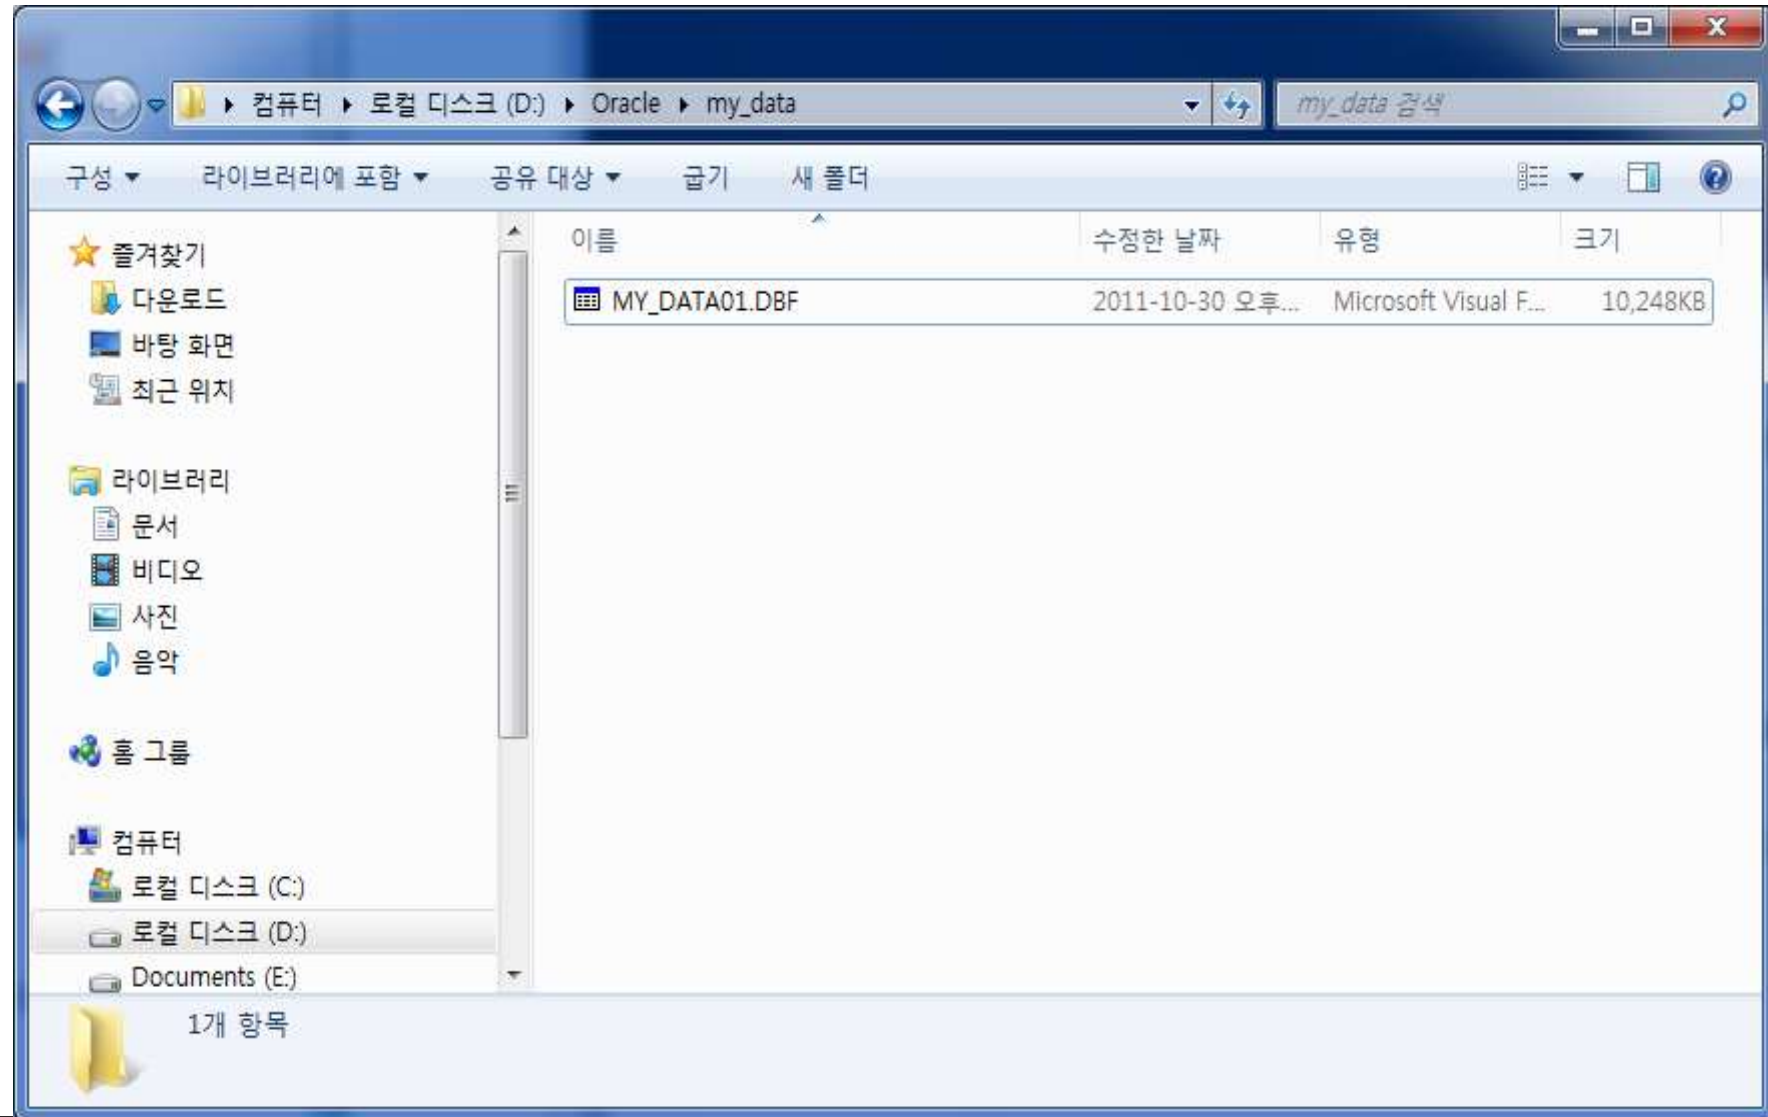 컴퓨터 ▸ 로컬 디스크 (D:) ▸ Oracle ▸ my_data
my_data 검색
구성 라이브러리에 포함 공유 대상 굽기 새 폴더
이름 수정한 날짜 유형 크기
MY_DATA01.DBF 2011-10-30 오후... Microsoft Visual F... 10,248KB
즐겨찾기
다운로드
바탕 화면
최근 위치
라이브러리
문서
비디오
사진
음악
홈 그룹
컴퓨터
로컬 디스크 (C:)
로컬 디스크 (D:)
Documents (E:)
1개 항목